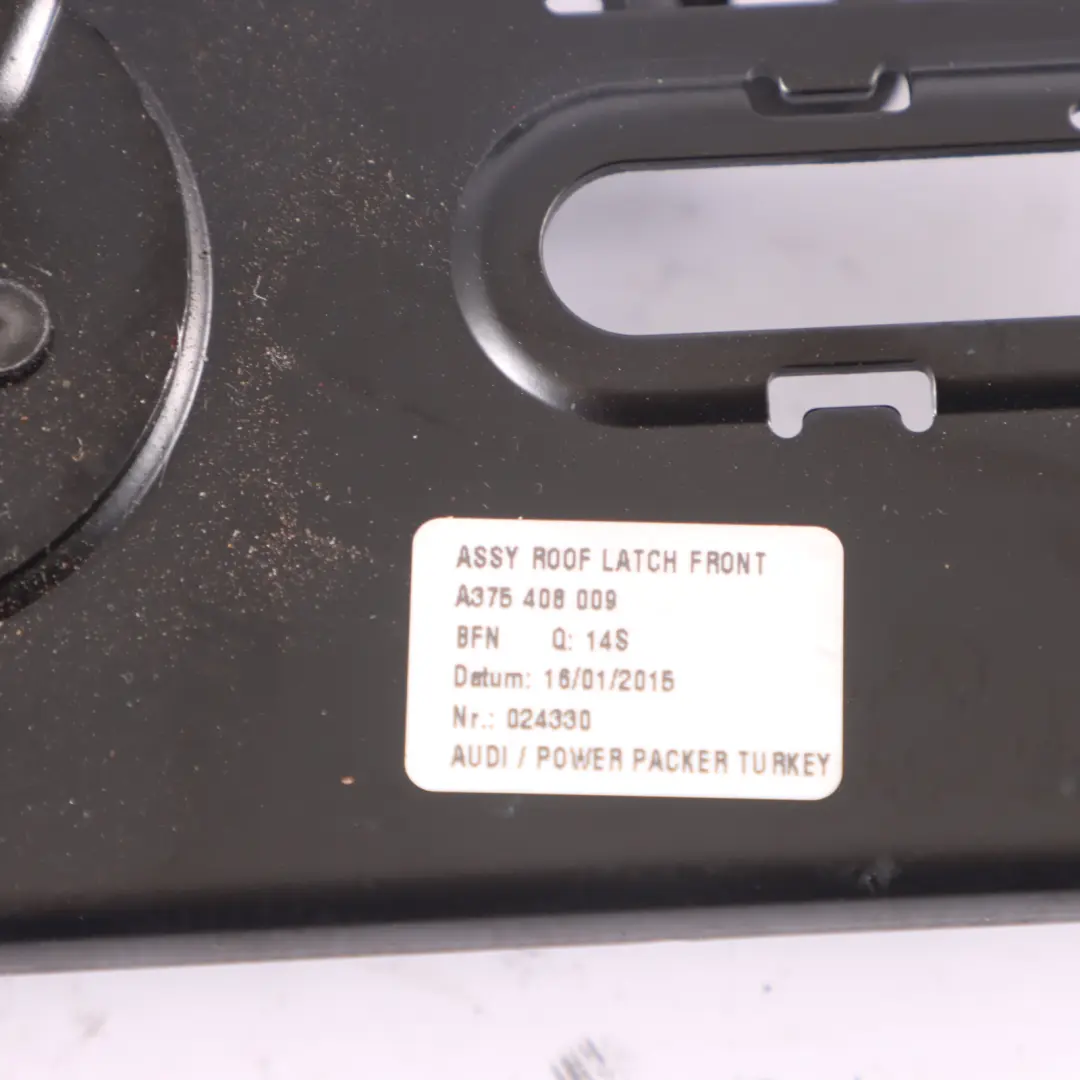 ASSY ROOF LATCH FRONT
A375 408 009
BFN Q: 14S
Datum: 16/01/2015
Nr.: 024330
AUDI / POWER PACKER TURKEY